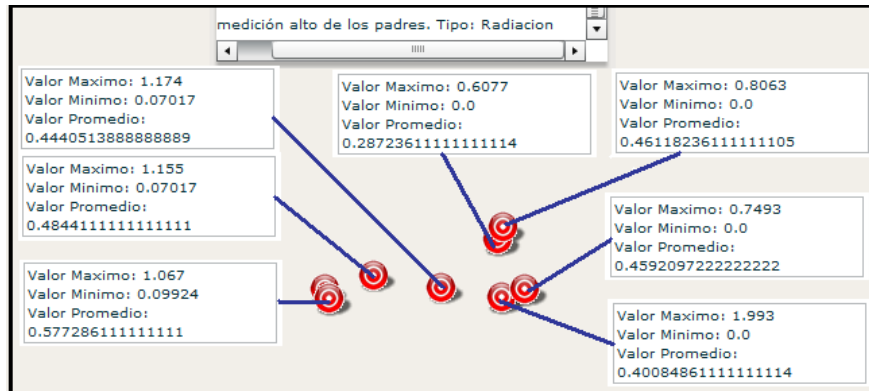 medición alto de los padres. Tipo: Radiacion
Valor Maximo: 1.174
Valor Minimo: 0.07017
Valor Promedio:
0.4440513888888889
Valor Maximo: 0.6077
Valor Minimo: 0.0
Valor Promedio:
0.28723611111111114
Valor Maximo: 0.8063
Valor Minimo: 0.0
Valor Promedio:
0.46118236111111105
Valor Maximo: 1.155
Valor Minimo: 0.07017
Valor Promedio:
0.4844111111111111
Valor Maximo: 0.7493
Valor Minimo: 0.0
Valor Promedio:
0.4592097222222222
Valor Maximo: 1.067
Valor Minimo: 0.09924
Valor Promedio:
0.577286111111111
Valor Maximo: 1.993
Valor Minimo: 0.0
Valor Promedio:
0.40084861111111114